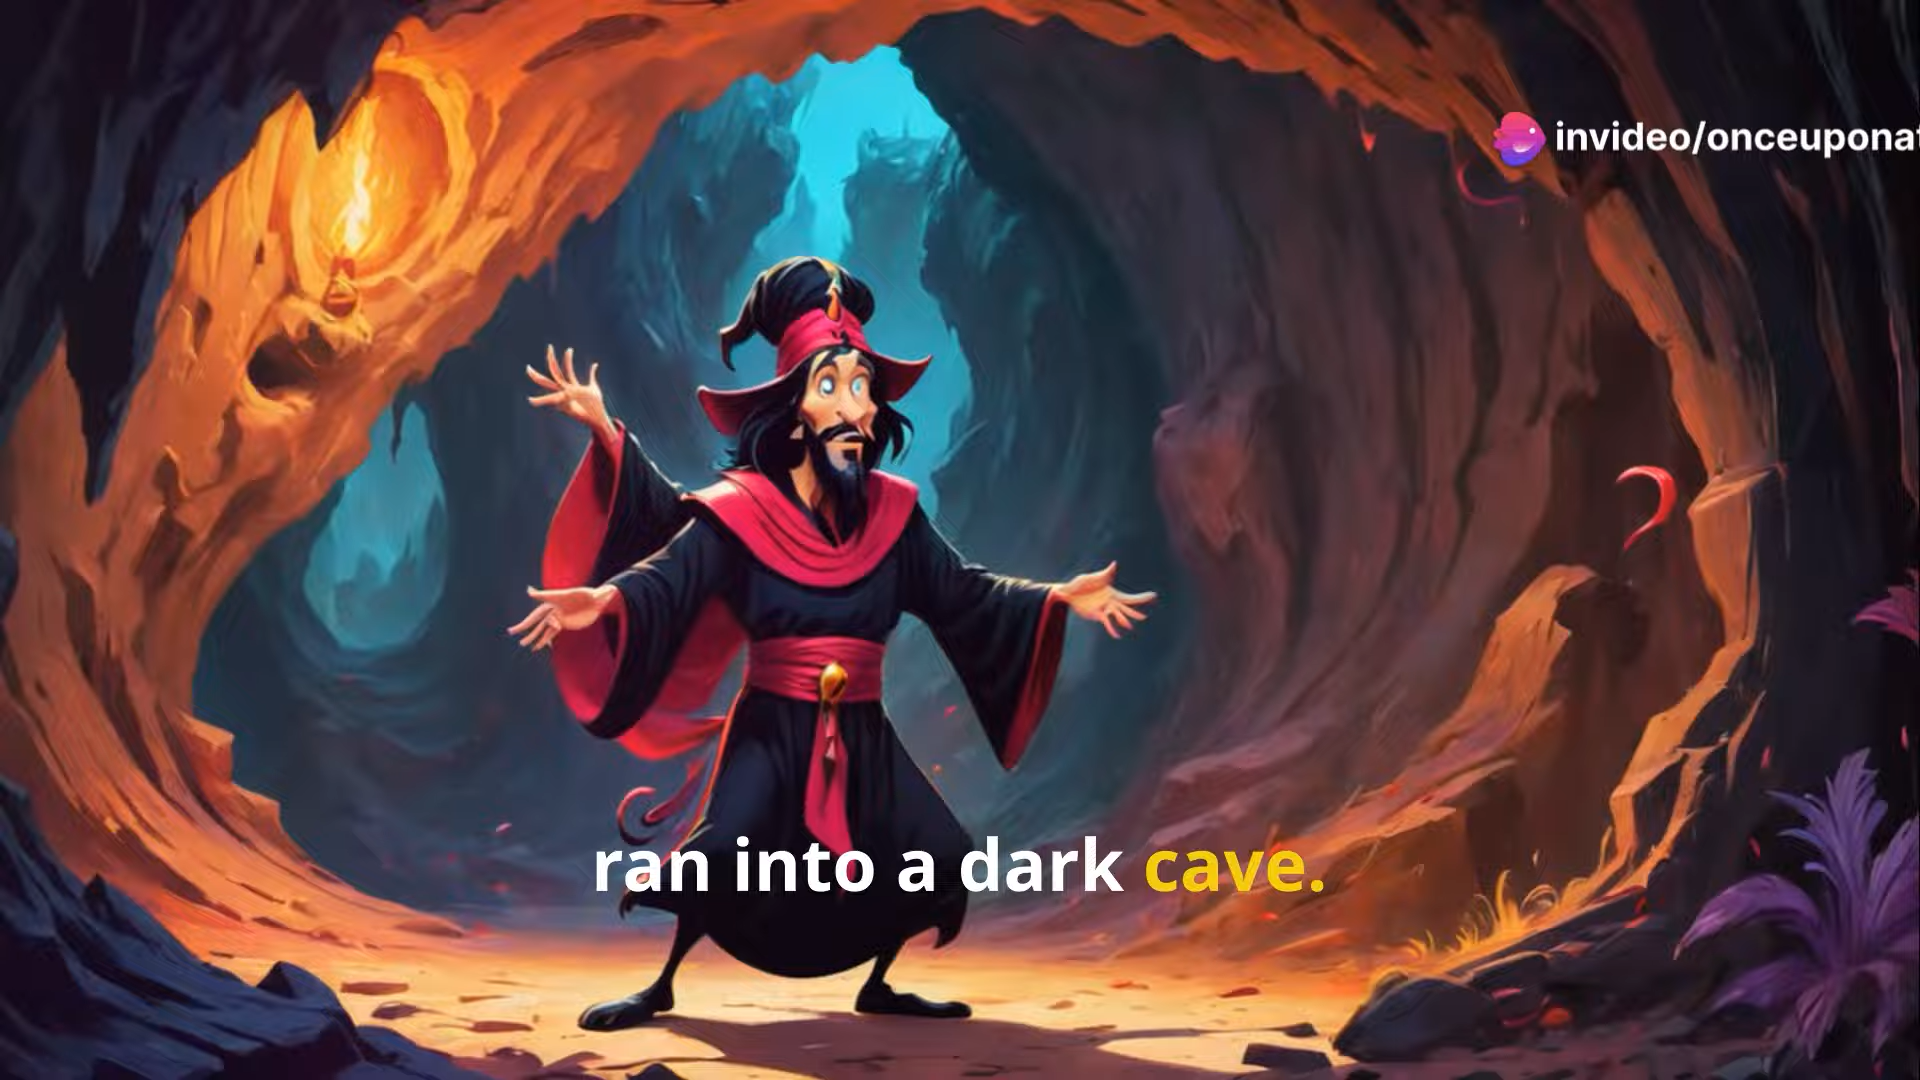 invideo/onceuponat
ran into a dark cave.